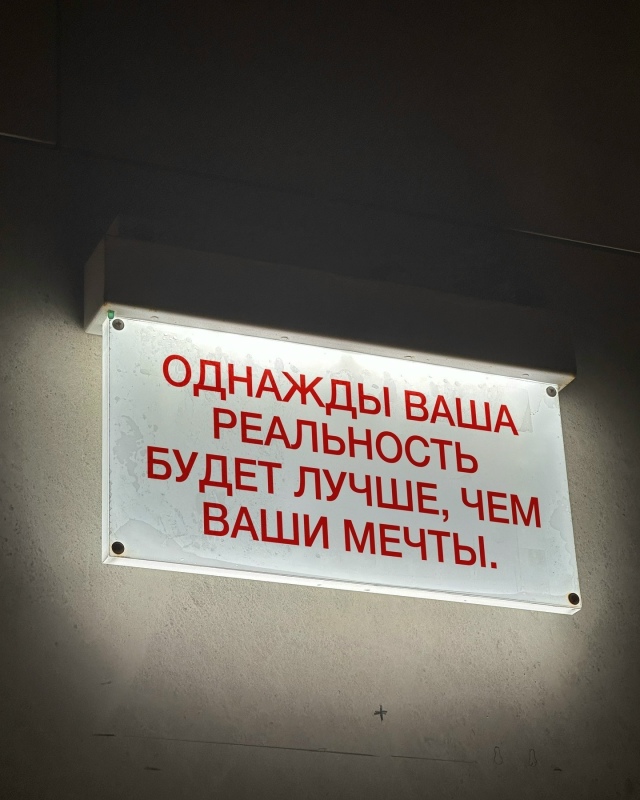 ОДНАЖДЫ ВАША
РЕАЛЬНОСТЬ
БУДЕТ ЛУЧШЕ, ЧЕМ
ВАШИ МЕЧТЫ.